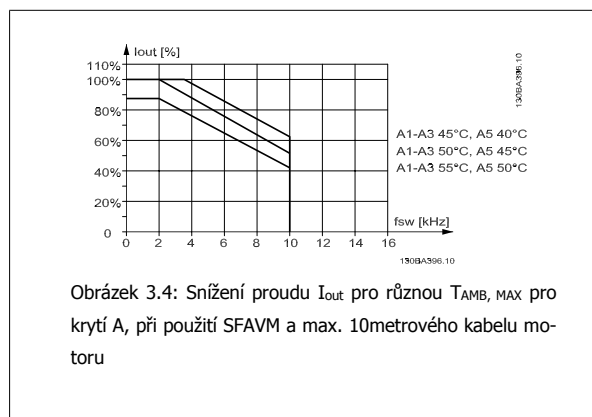 Iout [%]
110%
100%
80%
60%
40%
20%
0
0 2 4 6 8 10 12 14 16
fsw [kHz]
130BA396.10
A1-A3 45°C, A5 40°C
A1-A3 50°C, A5 45°C
A1-A3 55°C, A5 50°C
130BA396.10
Obrázek 3.4: Snížení proudu Iout pro různou TAMB, MAX pro
krytí A, při použití SFAVM a max. 10metrového kabelu mo-
toru